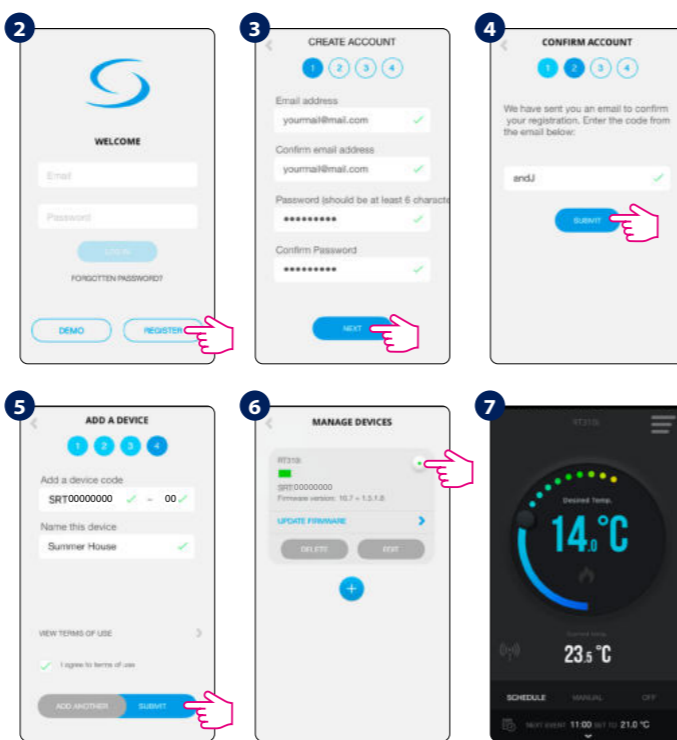 2
WELCOME
Email
Password
LOG IN
FORGOTTEN PASSWORD?
DEMO
REGISTER
3
CREATE ACCOUNT
1 2 3 4
Email address
yourmail@mail.com
Confirm email address
yourmail@mail.com
Password (should be at least 6 characte
•••••••••
Confirm Password
•••••••••
NEXT
4
CONFIRM ACCOUNT
1 2 3 4
We have sent you an email to confirm
your registration. Enter the code from
the email below:
andJ
SUBMIT
5
ADD A DEVICE
1 2 3 4
Add a device code
SRT00000000 – 00
Name this device
Summer House
VIEW TERMS OF USE
I agree to terms of use
ADD ANOTHER SUBMIT
6
MANAGE DEVICES
RT310i
SRT00000000
Firmware version:
UPDATE FIRMWARE
DELETE EDIT
7
RT310i
Desired Temp.
14.0°C
Current temp.
23.5 °C
SCHEDULE MANUAL OFF
NEXT EVENT 11:00 SET TO 21.0 °C